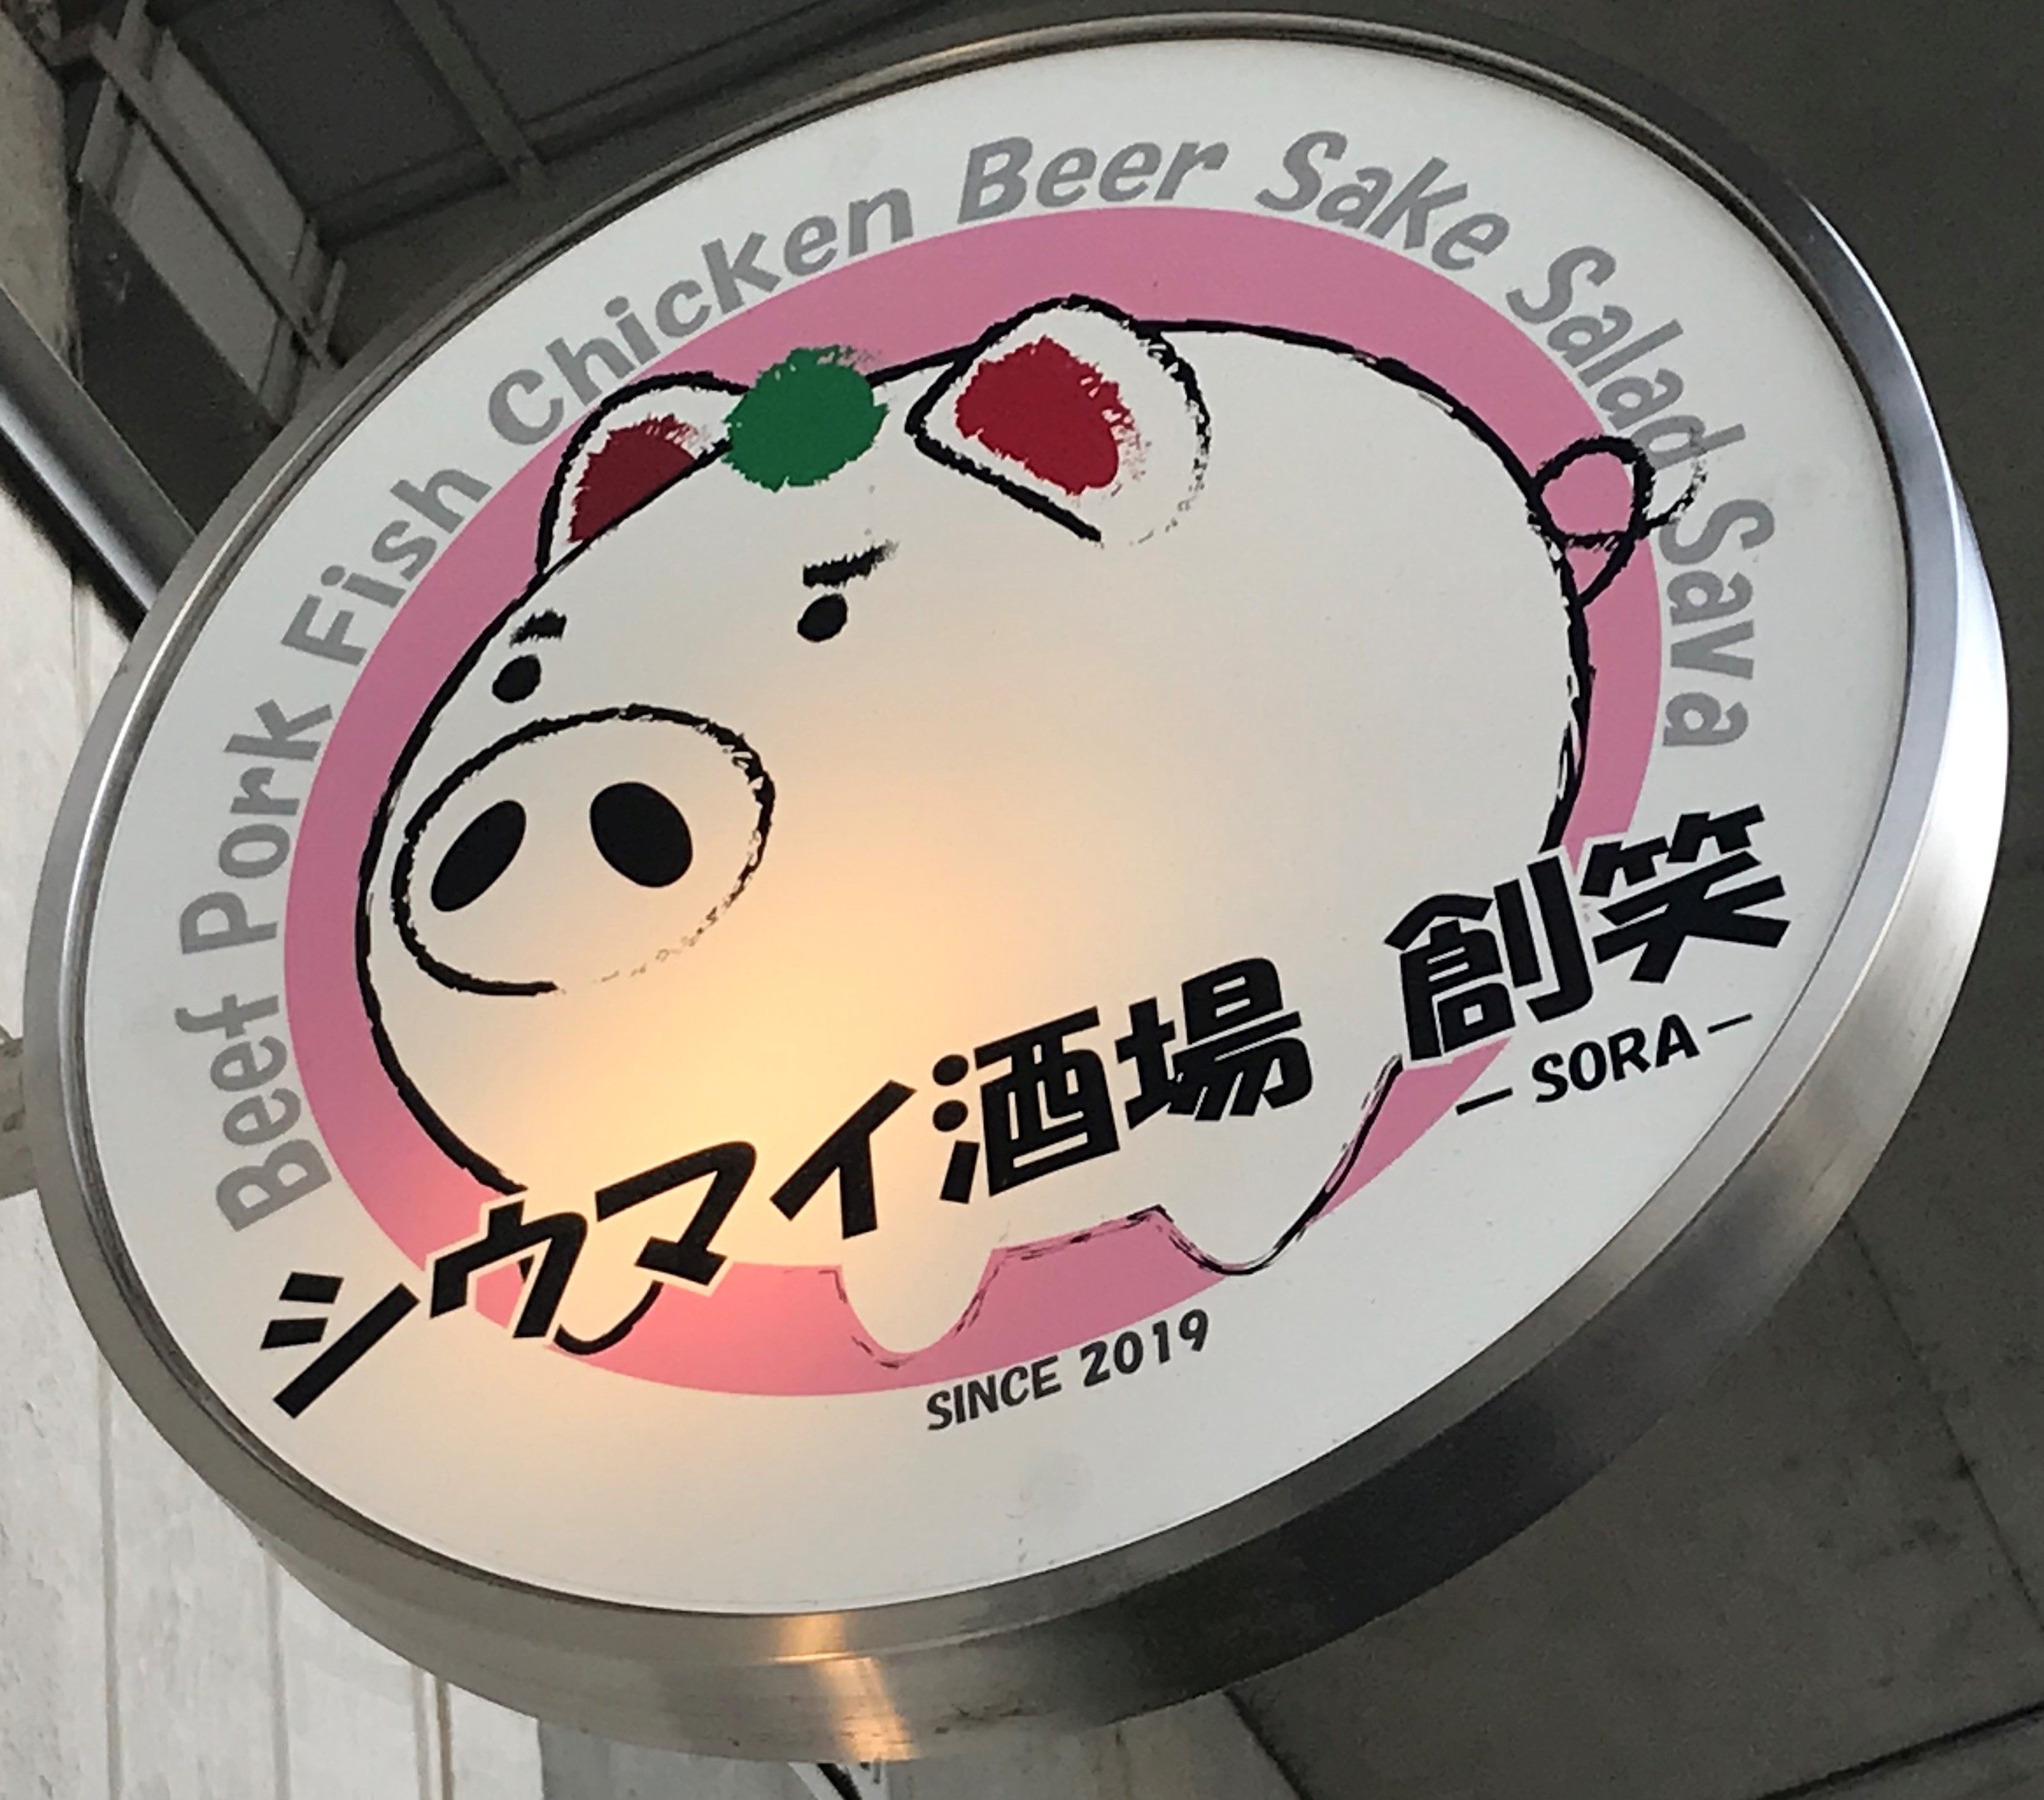 Beef Pork Fish Chicken Beer Sake Salad Sava
シウマイ酒場 創笑
- SORA -
SINCE 2019